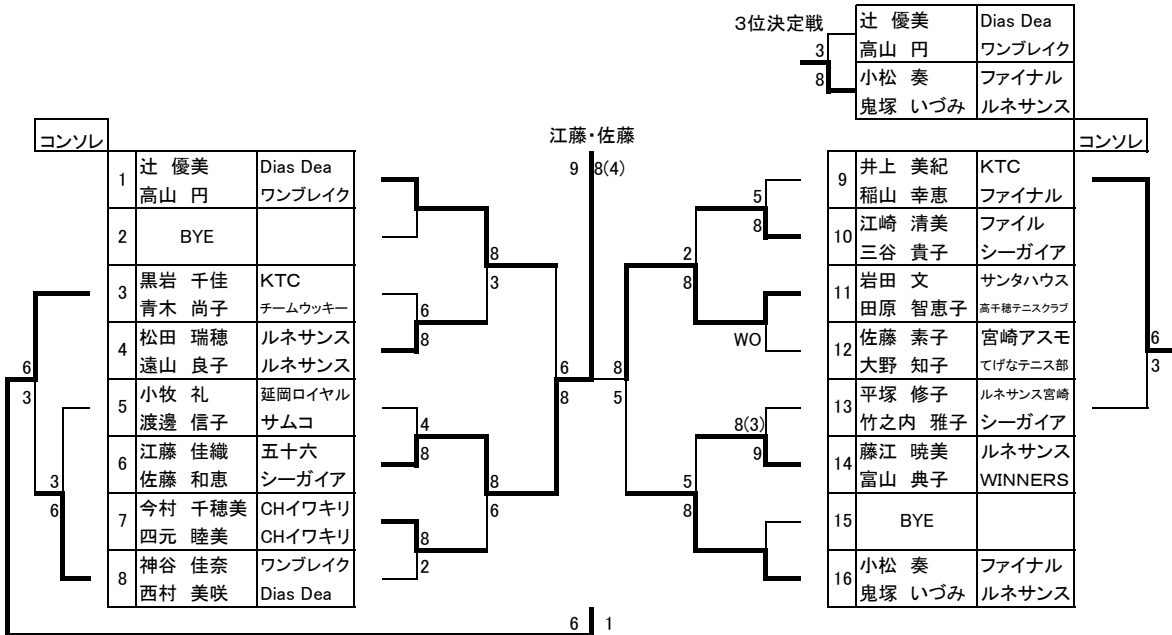 3位決定戦
辻 優美 Dias Dea
3 高山 円 ワンブレイク
8 小松 奏 ファイナル
鬼塚 いづみ ルネサンス
コンソレ
江藤・佐藤
9 8(4)
コンソレ
1 辻 優美 Dias Dea
高山 円 ワンブレイク
2 BYE
3 黒岩 千佳 KTC
青木 尚子 チームウッキー
4 松田 瑞穂 ルネサンス
遠山 良子 ルネサンス
5 小牧 礼 延岡ロイヤル
渡邊 信子 サムコ
6 江藤 佳織 五十六
佐藤 和恵 シーガイア
7 今村 千穂美 CHイワキリ
四元 睦美 CHイワキリ
8 神谷 佳奈 ワンブレイク
西村 美咲 Dias Dea
6
3
3
6
8
3
6
8
4
8
8
6
8
2
6
8
8
5
2
8
5
8
WO
8(3)
9
5
8
9 井上 美紀 KTC
稲山 幸恵 ファイナル
10 江崎 清美 ファイル
三谷 貴子 シーガイア
11 岩田 文 サンタハウス
田原 智恵子 高千穂テニスクラブ
12 佐藤 素子 宮崎アスモ
大野 知子 てげなテニス部
13 平塚 修子 ルネサンス宮崎
竹之内 雅子 シーガイア
14 藤江 暁美 ルネサンス
富山 典子 WINNERS
15 BYE
16 小松 奏 ファイナル
鬼塚 いづみ ルネサンス
6
3
6 1